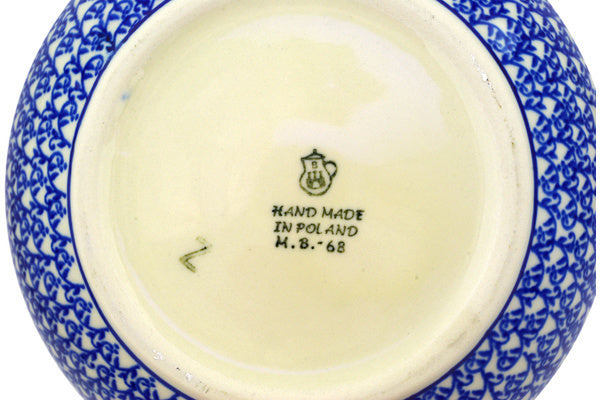 HAND MADE
IN POLAND
M.B.-68
Z